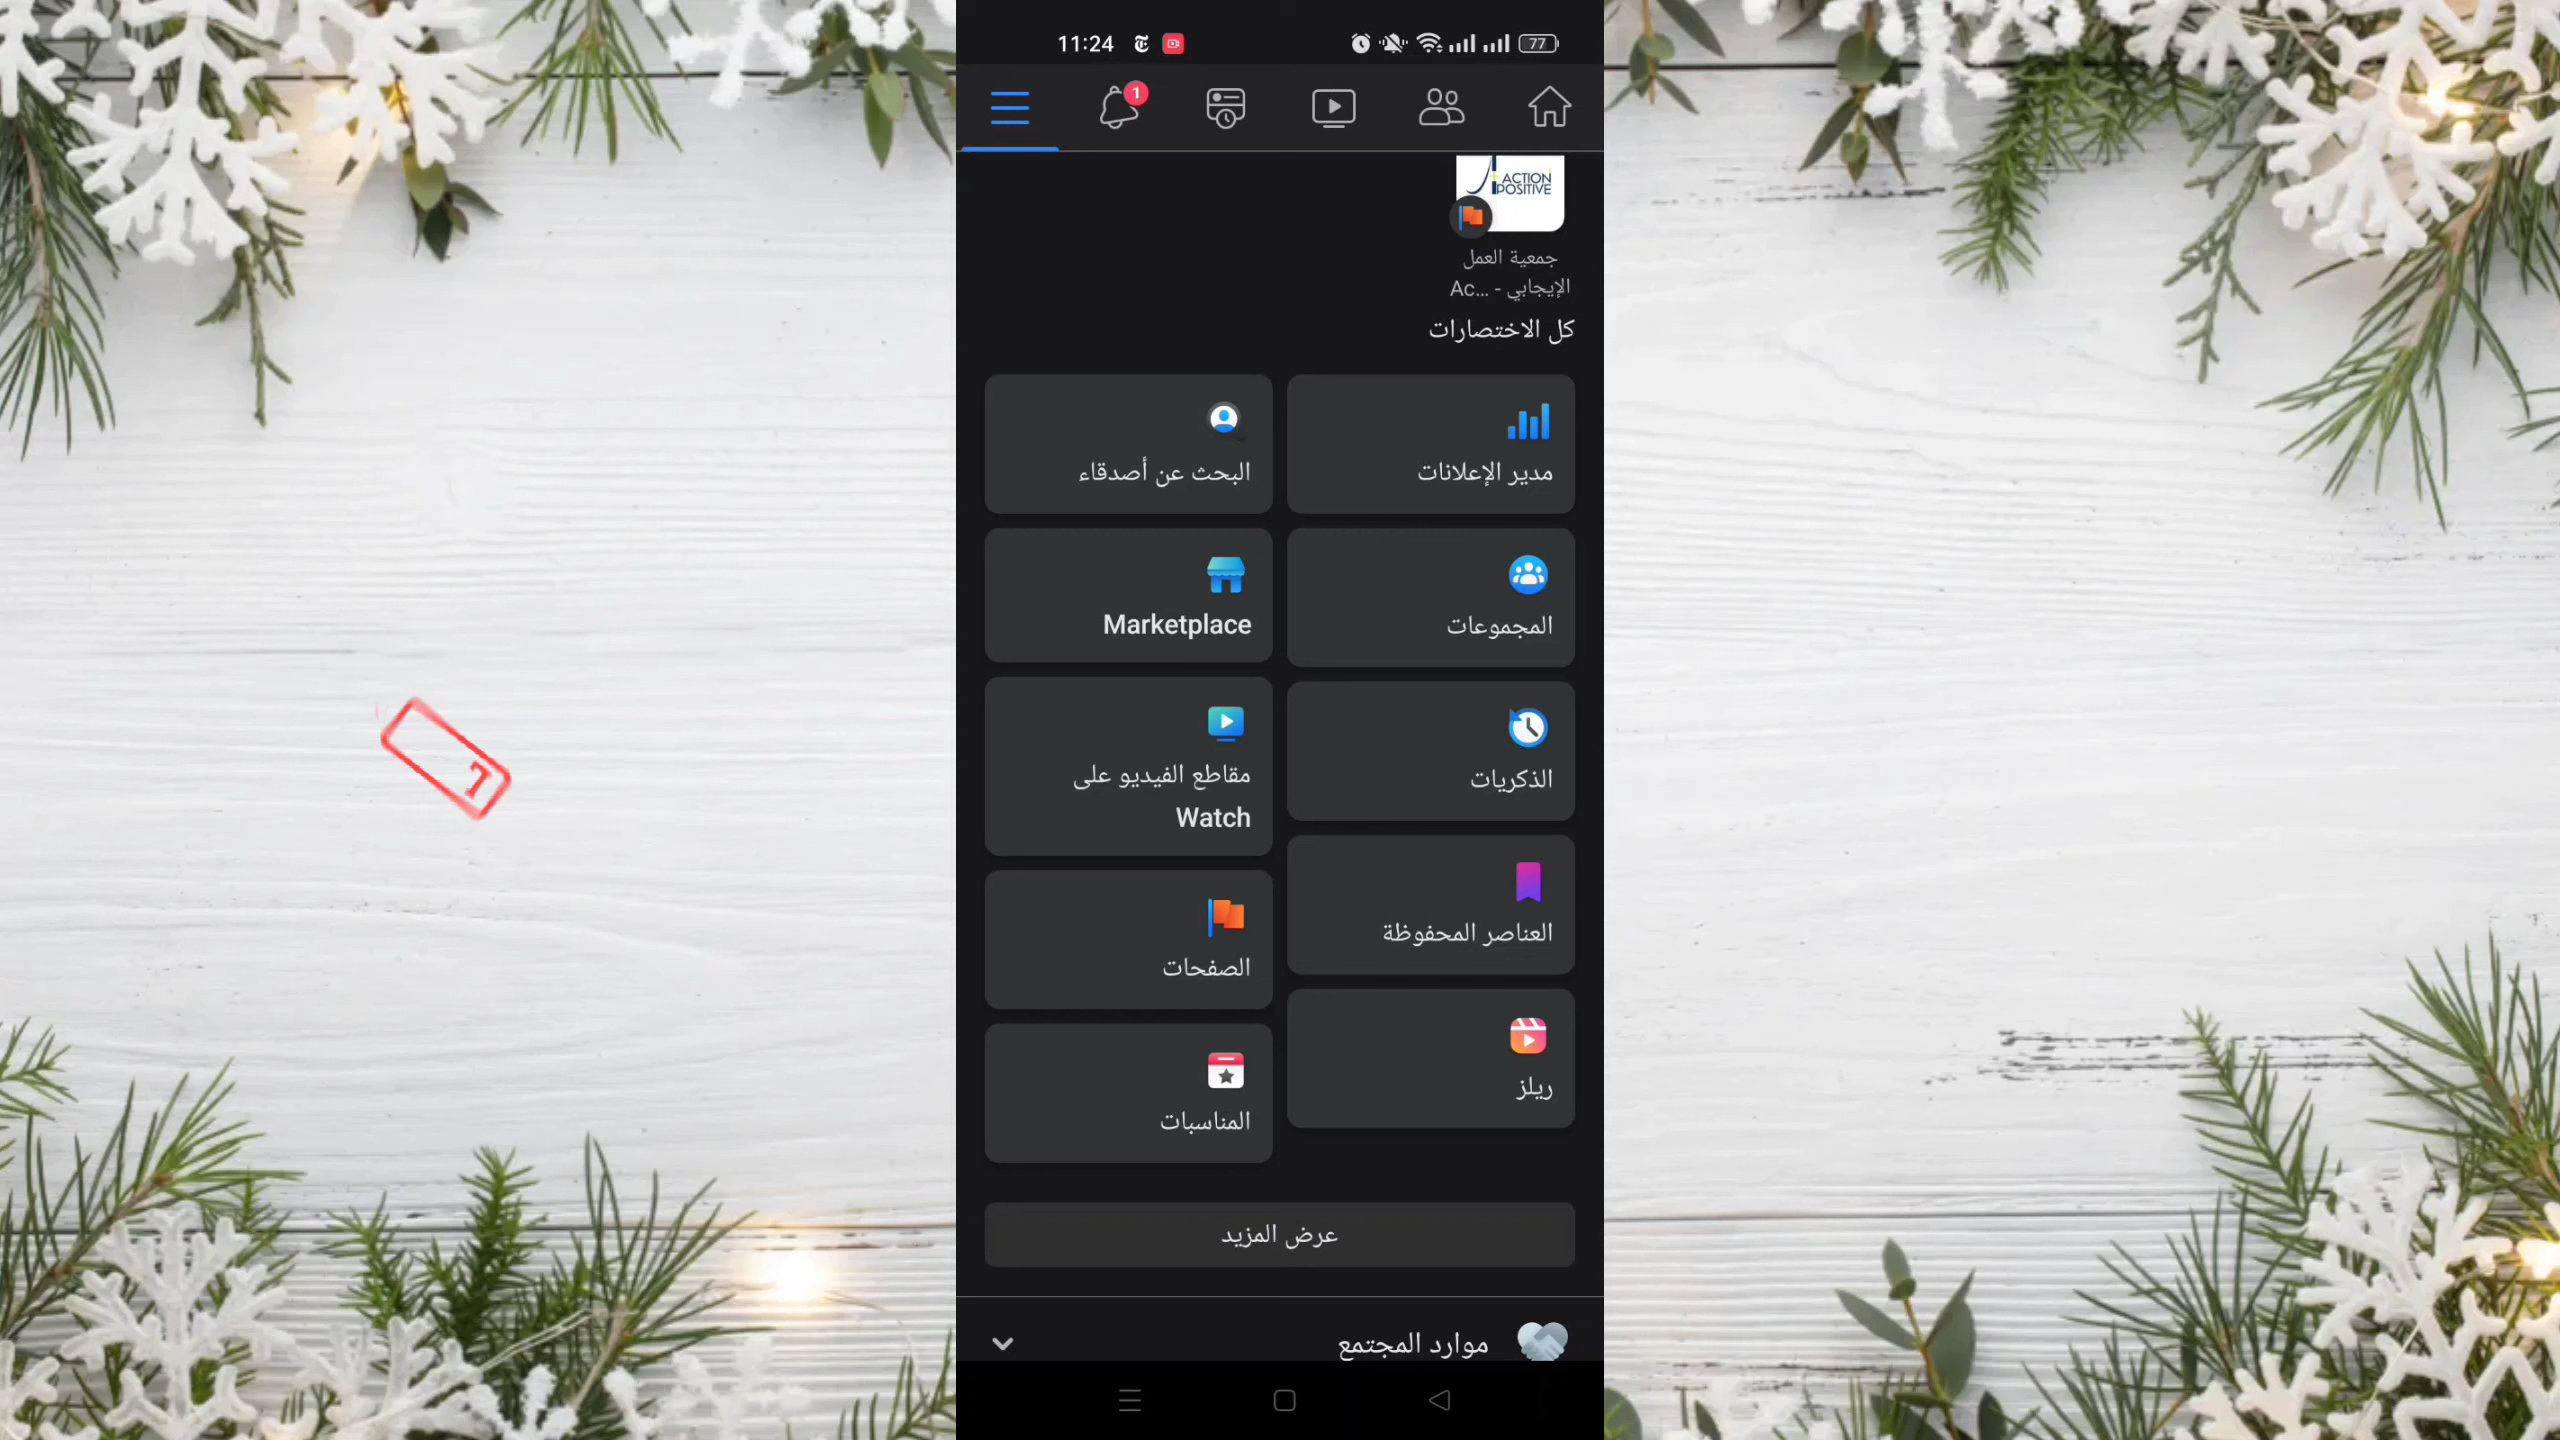 11:24
77
1
ACTION
POSITIVE
جمعية العمل
الإيجابي - Ac...
كل الاختصارات
مدير الإعلانات
البحث عن أصدقاء
المجموعات
Marketplace
الذكريات
مقاطع الفيديو على
Watch
العناصر المحفوظة
الصفحات
ريلز
المناسبات
عرض المزيد
موارد المجتمع